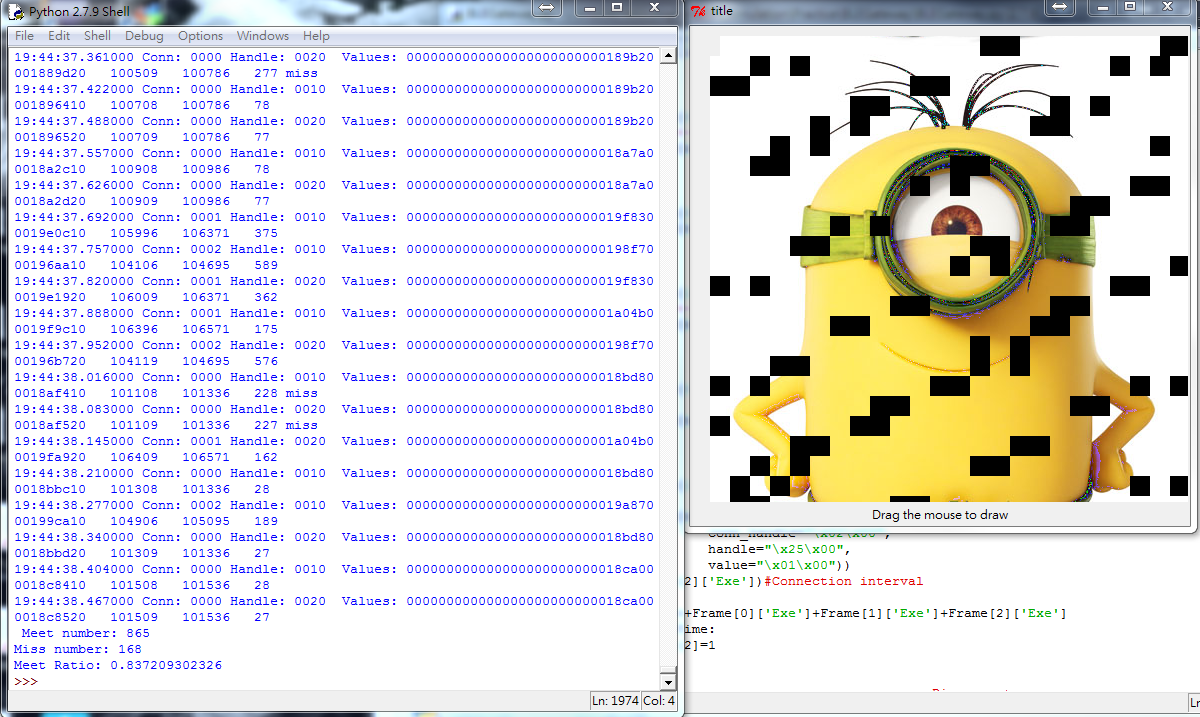 Python 2.7.9 Shell
File Edit Shell Debug Options Windows Help
19:44:37.361000 Conn: 0000 Handle: 0020 Values: 000000000000000000000000189b20
001889d20 100509 100786 277 miss
19:44:37.422000 Conn: 0000 Handle: 0010 Values: 000000000000000000000000189b20
001896410 100708 100786 78
19:44:37.488000 Conn: 0000 Handle: 0020 Values: 000000000000000000000000189b20
001896520 100709 100786 77
19:44:37.557000 Conn: 0000 Handle: 0010 Values: 00000000000000000000000018a7a0
0018a2c10 100908 100986 78
19:44:37.626000 Conn: 0000 Handle: 0020 Values: 00000000000000000000000018a7a0
0018a2d20 100909 100986 77
19:44:37.692000 Conn: 0001 Handle: 0010 Values: 00000000000000000000000019f830
0019e0c10 105996 106371 375
19:44:37.757000 Conn: 0002 Handle: 0010 Values: 000000000000000000000000198f70
00196aa10 104106 104695 589
19:44:37.820000 Conn: 0001 Handle: 0020 Values: 00000000000000000000000019f830
0019e1920 106009 106371 362
19:44:37.888000 Conn: 0001 Handle: 0010 Values: 0000000000000000000000001a04b0
0019f9c10 106396 106571 175
19:44:37.952000 Conn: 0002 Handle: 0020 Values: 000000000000000000000000198f70
00196b720 104119 104695 576
19:44:38.016000 Conn: 0000 Handle: 0010 Values: 00000000000000000000000018bd80
0018af410 101108 101336 228 miss
19:44:38.083000 Conn: 0000 Handle: 0020 Values: 00000000000000000000000018bd80
0018af520 101109 101336 227 miss
19:44:38.145000 Conn: 0001 Handle: 0020 Values: 0000000000000000000000001a04b0
0019fa920 106409 106571 162
19:44:38.210000 Conn: 0000 Handle: 0010 Values: 00000000000000000000000018bd80
0018bbc10 101308 101336 28
19:44:38.277000 Conn: 0002 Handle: 0010 Values: 00000000000000000000000019a870
00199ca10 104906 105095 189
19:44:38.340000 Conn: 0000 Handle: 0020 Values: 00000000000000000000000018bd80
0018bbd20 101309 101336 27
19:44:38.404000 Conn: 0000 Handle: 0010 Values: 00000000000000000000000018ca00
0018c8410 101508 101536 28
19:44:38.467000 Conn: 0000 Handle: 0020 Values: 00000000000000000000000018ca00
0018c8520 101509 101536 27
Meet number: 865
Miss number: 168
Meet Ratio: 0.837209302326
>>>
Ln: 1974 Col: 4
title
Drag the mouse to draw
handle="\x25\x00",
value="\x01\x00"))
2]['Exe'])#Connection interval
+Frame[0]['Exe']+Frame[1]['Exe']+Frame[2]['Exe']
ime:
2]=1